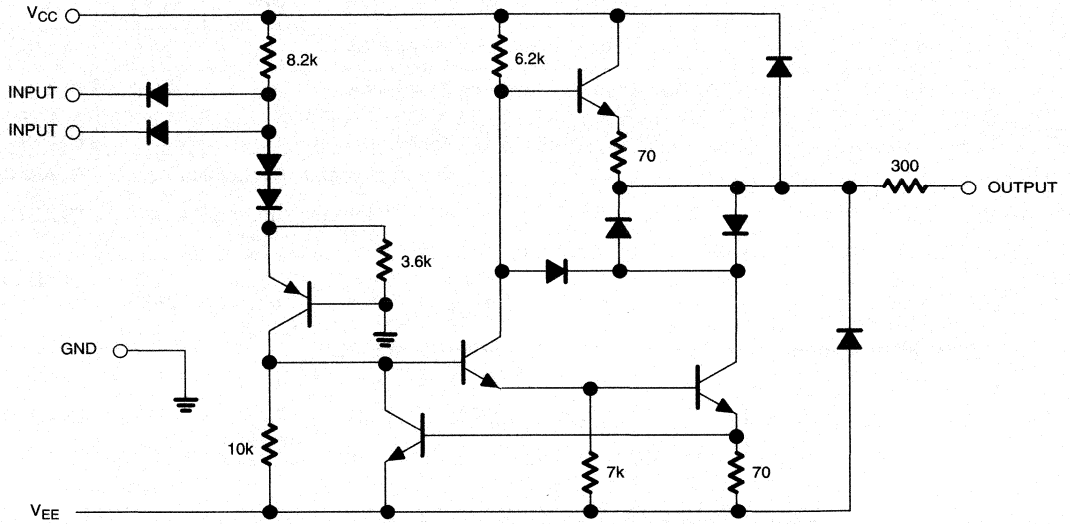 VCC
8.2k
6.2k
INPUT
INPUT
70
300
OUTPUT
3.6k
GND
10k
7k
70
VEE